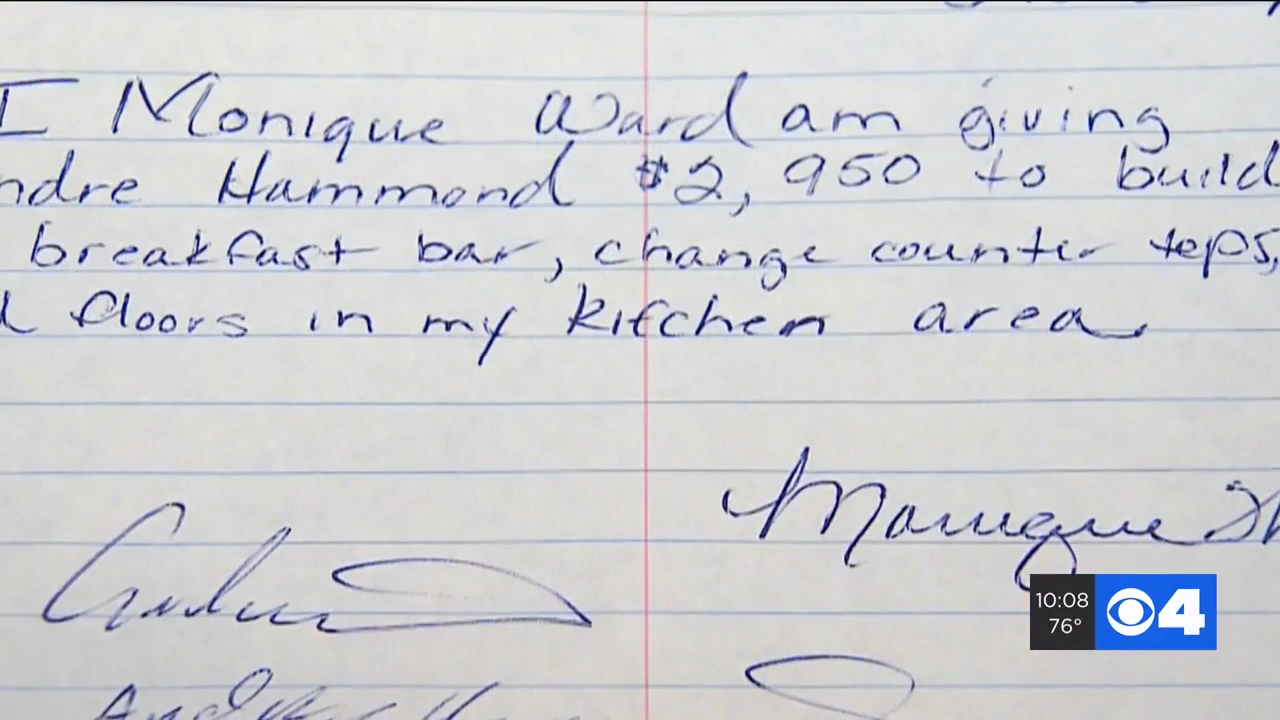 I Monique Ward am giving
ndre Hammond $2,950 to build
breakfast bar, change counter tops,
d floors in my kitchen area
Monique W
10:08
76°
4